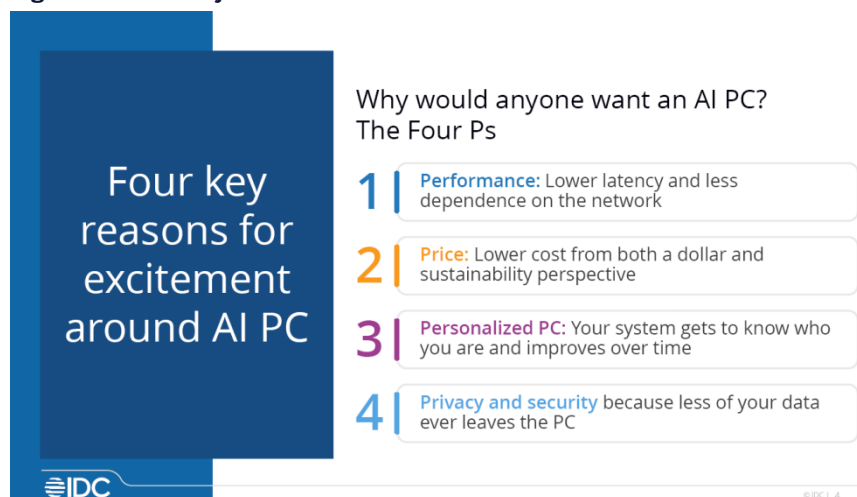 Four key
reasons for
excitement
around AI PC
Why would anyone want an AI PC?
The Four Ps
1
Performance: Lower latency and less
dependence on the network
2
Price: Lower cost from both a dollar and
sustainability perspective
3
Personalized PC: Your system gets to know who
you are and improves over time
4
Privacy and security because less of your data
ever leaves the PC
IDC